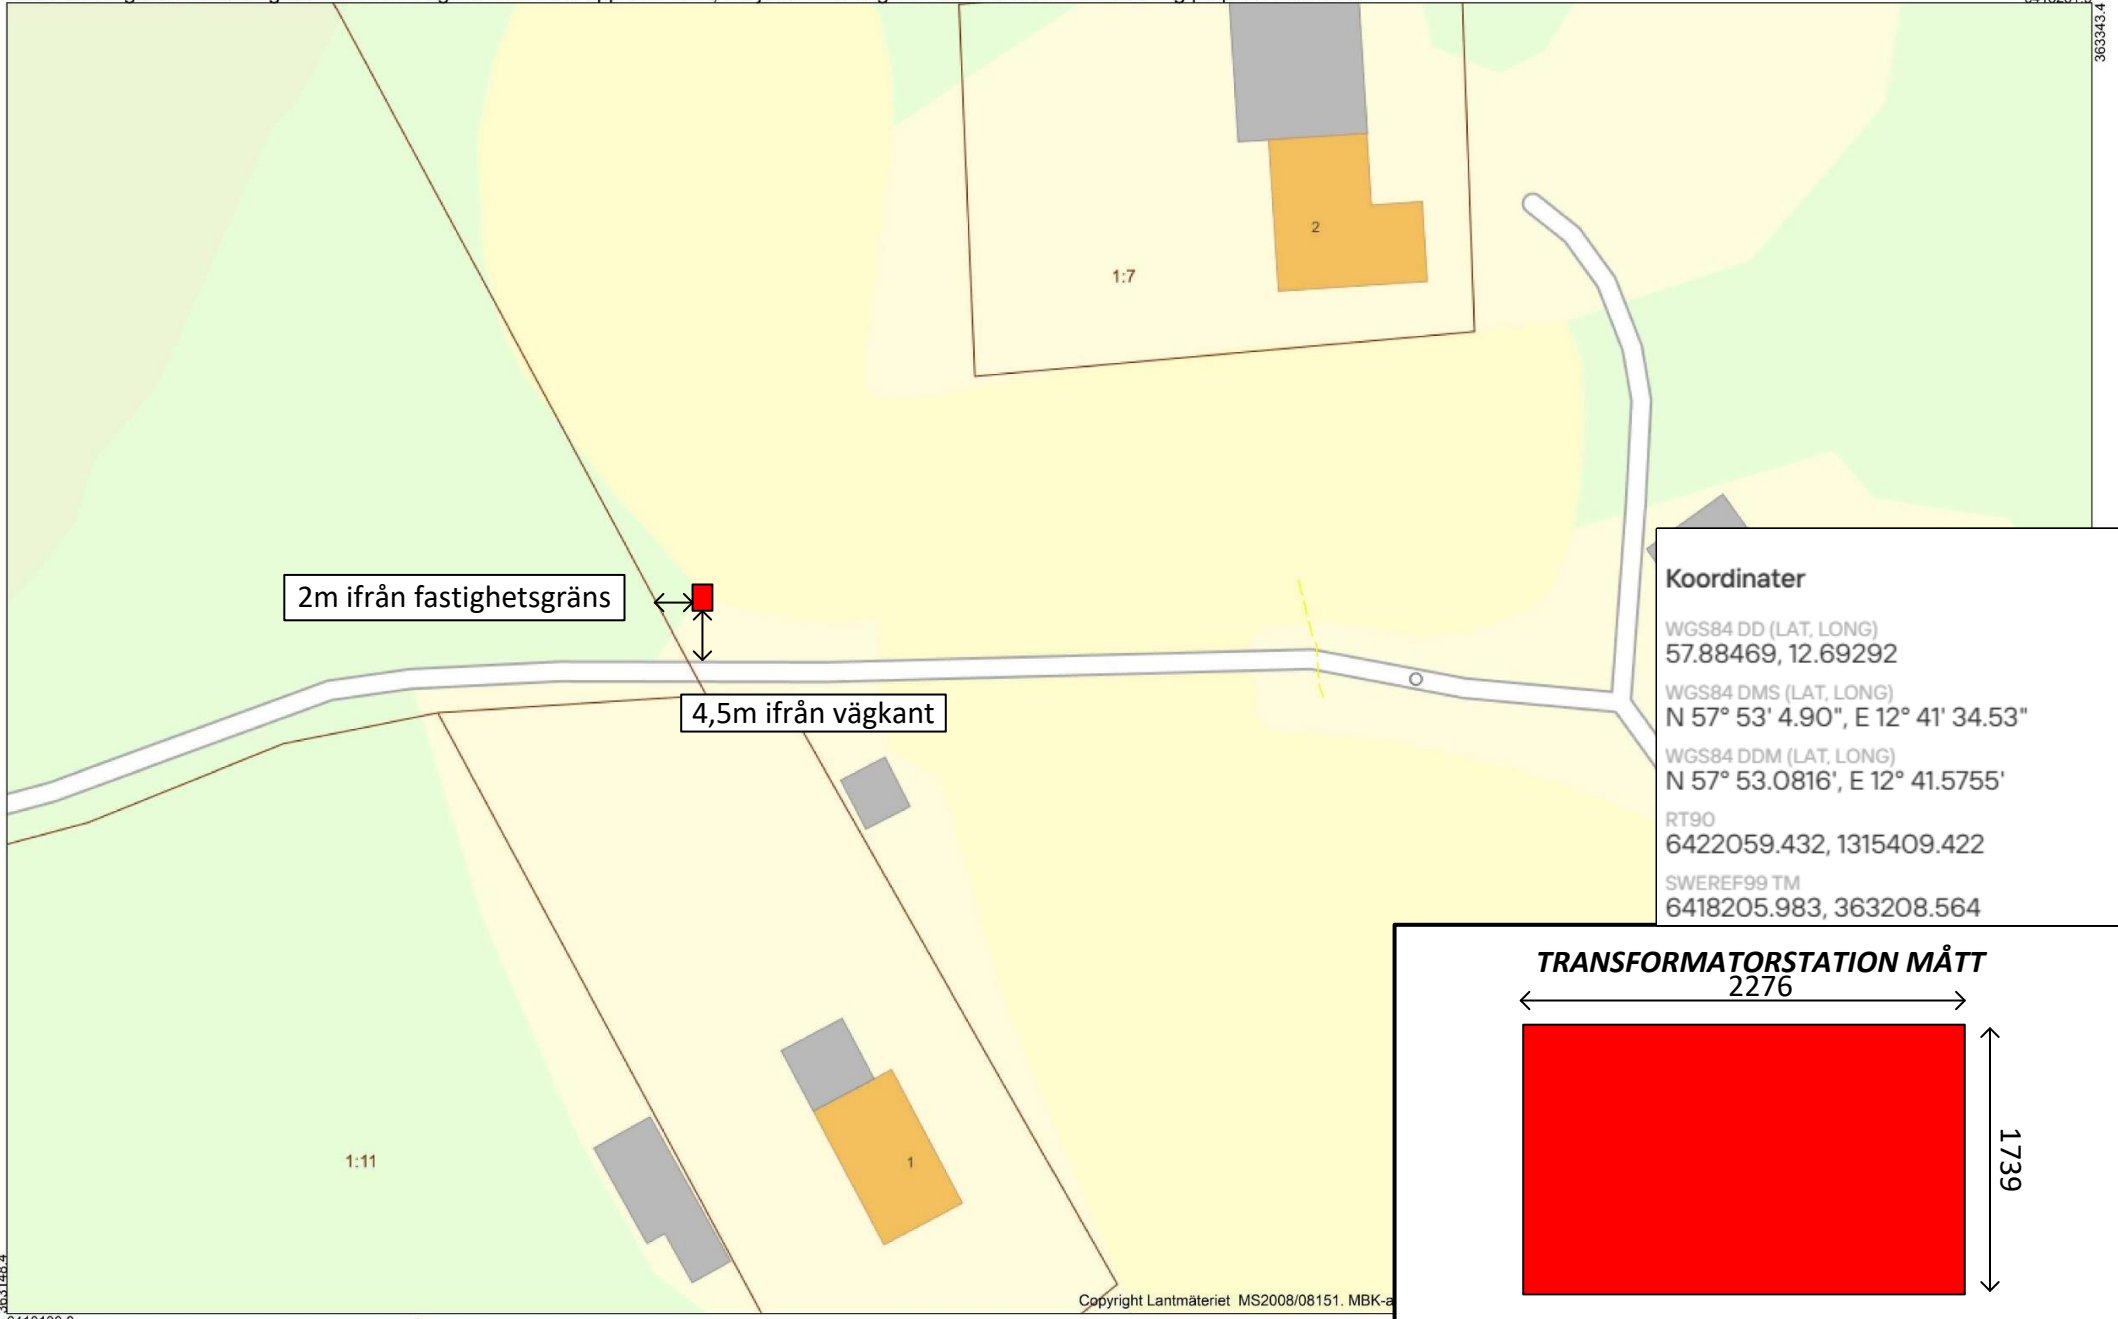 363343.4
2
1:7
2m ifrån fastighetsgräns
4,5m ifrån vägkant
Koordinater
WGS84 DD (LAT, LONG)
57.88469, 12.69292
WGS84 DMS (LAT, LONG)
N 57° 53' 4.90", E 12° 41' 34.53"
WGS84 DDM (LAT, LONG)
N 57° 53.0816', E 12° 41.5755'
RT90
6422059.432, 1315409.422
SWEREF99 TM
6418205.983, 363208.564
TRANSFORMATORSTATION MÅTT
2276
1739
1:11
1
363148.4
Copyright Lantmäteriet MS2008/08151. MBK-a